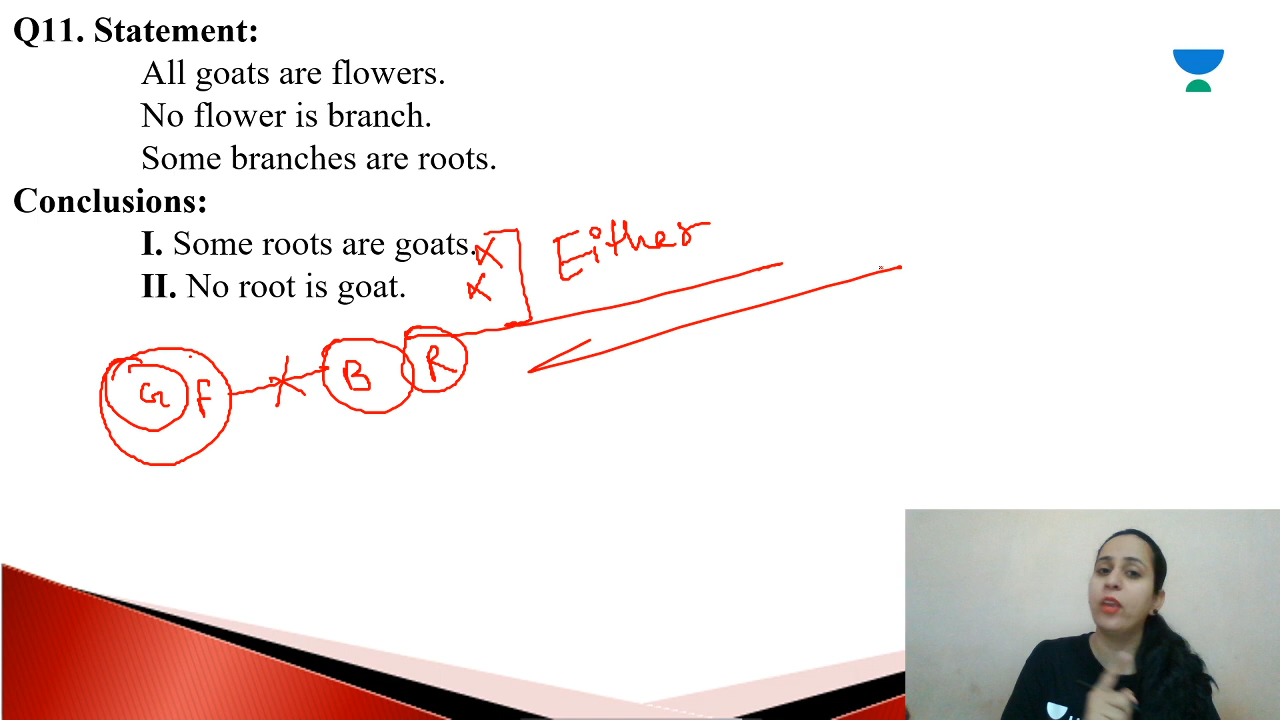 Q11. Statement:
All goats are flowers.
No flower is branch.
Some branches are roots.
Conclusions:
I. Some roots are goats.
II. No root is goat.
Either
G F B R